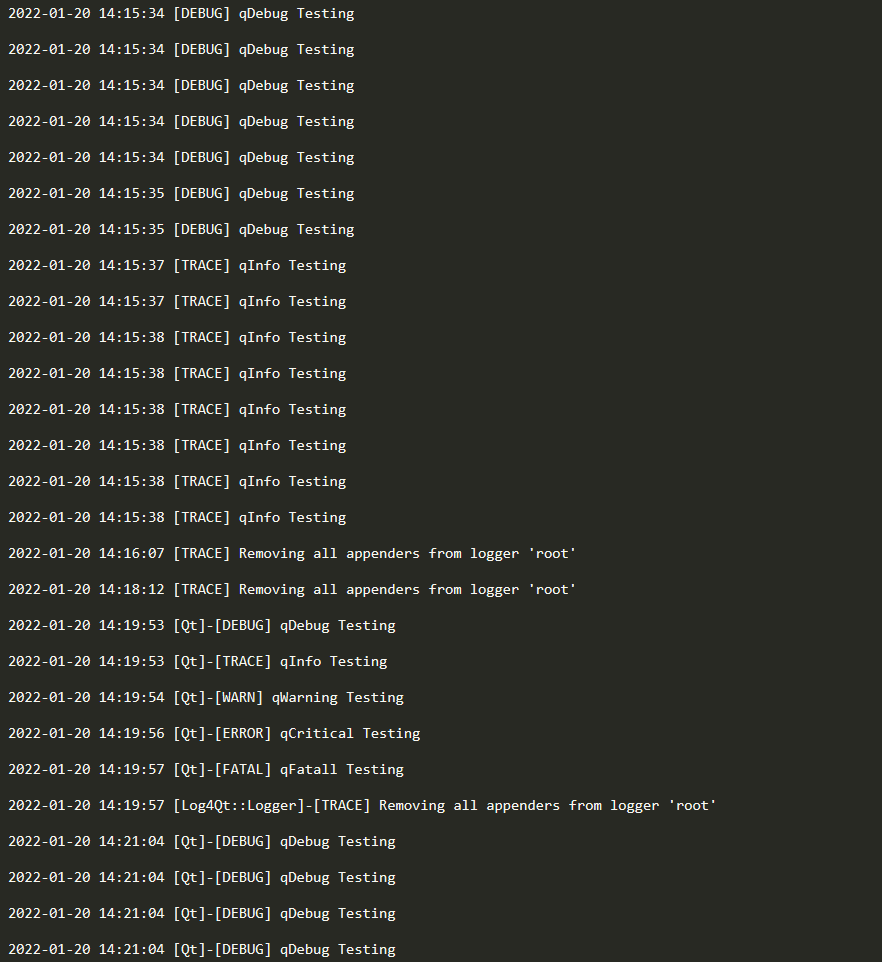 2022-01-20 14:15:34 [DEBUG] qDebug Testing
2022-01-20 14:15:34 [DEBUG] qDebug Testing
2022-01-20 14:15:34 [DEBUG] qDebug Testing
2022-01-20 14:15:34 [DEBUG] qDebug Testing
2022-01-20 14:15:34 [DEBUG] qDebug Testing
2022-01-20 14:15:35 [DEBUG] qDebug Testing
2022-01-20 14:15:35 [DEBUG] qDebug Testing
2022-01-20 14:15:37 [TRACE] qInfo Testing
2022-01-20 14:15:37 [TRACE] qInfo Testing
2022-01-20 14:15:38 [TRACE] qInfo Testing
2022-01-20 14:15:38 [TRACE] qInfo Testing
2022-01-20 14:15:38 [TRACE] qInfo Testing
2022-01-20 14:15:38 [TRACE] qInfo Testing
2022-01-20 14:15:38 [TRACE] qInfo Testing
2022-01-20 14:15:38 [TRACE] qInfo Testing
2022-01-20 14:16:07 [TRACE] Removing all appenders from logger 'root'
2022-01-20 14:18:12 [TRACE] Removing all appenders from logger 'root'
2022-01-20 14:19:53 [Qt]-[DEBUG] qDebug Testing
2022-01-20 14:19:53 [Qt]-[TRACE] qInfo Testing
2022-01-20 14:19:54 [Qt]-[WARN] qWarning Testing
2022-01-20 14:19:56 [Qt]-[ERROR] qCritical Testing
2022-01-20 14:19:57 [Qt]-[FATAL] qFatall Testing
2022-01-20 14:19:57 [Log4Qt::Logger]-[TRACE] Removing all appenders from logger 'root'
2022-01-20 14:21:04 [Qt]-[DEBUG] qDebug Testing
2022-01-20 14:21:04 [Qt]-[DEBUG] qDebug Testing
2022-01-20 14:21:04 [Qt]-[DEBUG] qDebug Testing
2022-01-20 14:21:04 [Qt]-[DEBUG] qDebug Testing